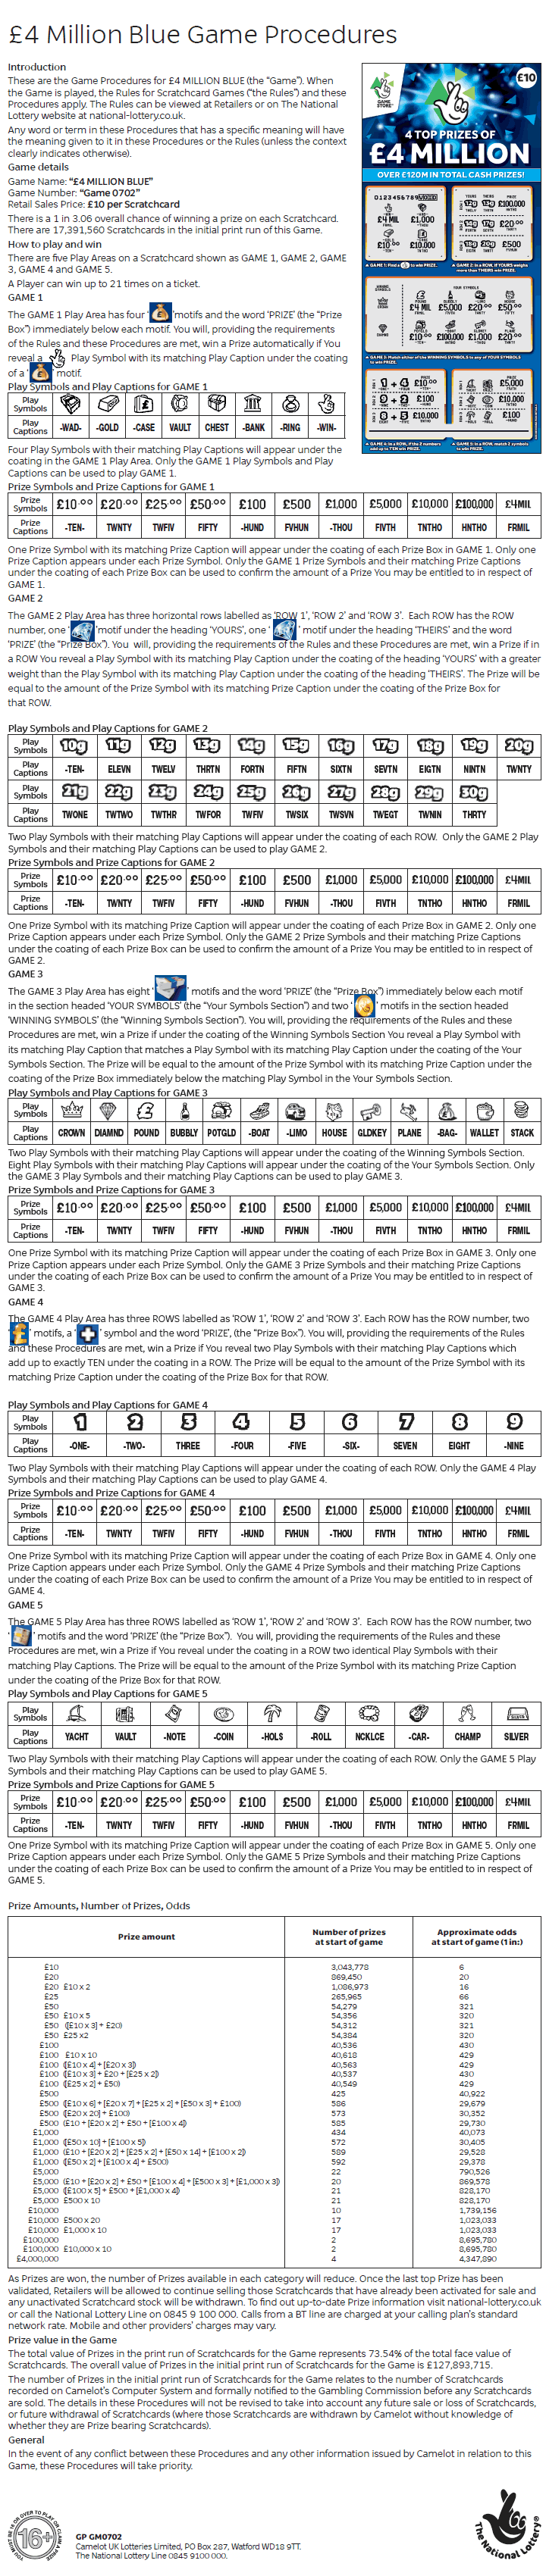 £4 Million Blue Game Procedures
Introduction
These are the Game Procedures for £4 MILLION BLUE (the “Game”). When
the Game is played, the Rules for Scratchcard Games (“the Rules”) and these
Procedures apply. The Rules can be viewed at Retailers or on The National
Lottery website at national-lottery.co.uk.
Any word or term in these Procedures that has a specific meaning will have
the meaning given to it in these Procedures or the Rules (unless the context
clearly indicates otherwise).
Game details
Game Name: “£4 MILLION BLUE”
Game Number: “Game 0702”
Retail Sales Price: £10 per Scratchcard
There is a 1 in 3.06 overall chance of winning a prize on each Scratchcard.
There are 17,391,560 Scratchcards in the initial print run of this Game.
How to play and win
There are five Play Areas on a Scratchcard shown as GAME 1, GAME 2, GAME
3, GAME 4 and GAME 5.
A Player can win up to 21 times on a ticket.
GAME STORE
£10
4 TOP PRIZES OF
£4 MILLION
OVER £120M IN TOTAL CASH PRIZES!
GAME 1
The GAME 1 Play Area has four ‘ ’ motifs and the word ‘PRIZE’ (the “Prize
Box”) immediately below each motif. You will, providing the requirements
of the Rules and these Procedures are met, win a Prize automatically if You
reveal a Play Symbol with its matching Play Caption under the coating
of a ‘ ’ motif.
Play Symbols and Play Captions for GAME 1
Play Symbols
Play Captions -WAD- -GOLD -CASE VAULT CHEST -BANK -RING -WIN-
Four Play Symbols with their matching Play Captions will appear under the
coating in the GAME 1 Play Area. Only the GAME 1 Play Symbols and Play
Captions can be used to play GAME 1.
Prize Symbols and Prize Captions for GAME 1
Prize Symbols £10.00 £20.00 £25.00 £50.00 £100 £500 £1,000 £5,000 £10,000 £100,000 £4MIL
Prize Captions -TEN- TWNTY TWFIV FIFTY -HUND FVHUN -THOU FIVTH TNTHO HNTHO FRMIL
One Prize Symbol with its matching Prize Caption will appear under the coating of each Prize Box in GAME 1. Only one
Prize Caption appears under each Prize Symbol. Only the GAME 1 Prize Symbols and their matching Prize Captions
under the coating of each Prize Box can be used to confirm the amount of a Prize You may be entitled to in respect of
GAME 1.
GAME 2
The GAME 2 Play Area has three horizontal rows labelled as ‘ROW 1’, ‘ROW 2’ and ‘ROW 3’. Each ROW has the ROW
number, one ‘ ’ motif under the heading ‘YOURS’, one ‘ ’ motif under the heading ‘THEIRS’ and the word
‘PRIZE’ (the “Prize Box”). You will, providing the requirements of the Rules and these Procedures are met, win a Prize if in
a ROW You reveal a Play Symbol with its matching Play Caption under the coating of the heading ‘YOURS’ with a greater
weight than the Play Symbol with its matching Play Caption under the coating of the heading ‘THEIRS’. The Prize will be
equal to the amount of the Prize Symbol with its matching Prize Caption under the coating of the Prize Box for
that ROW.
Play Symbols and Play Captions for GAME 2
Play Symbols 10g 11g 12g 13g 14g 15g 16g 17g 18g 19g 20g
Play Captions -TEN- ELEVN TWELV THRTN FORTN FIFTN SIXTN SEVTN EIGTN NINTN TWNTY
Play Symbols 21g 22g 23g 24g 25g 26g 27g 28g 29g 30g
Play Captions TWONE TWTWO TWTHR TWFOR TWFIV TWSIX TWSVN TWEGT TWNIN THRTY
Two Play Symbols with their matching Play Captions will appear under the coating of each ROW. Only the GAME 2 Play
Symbols and their matching Play Captions can be used to play GAME 2.
Prize Symbols and Prize Captions for GAME 2
Prize Symbols £10.00 £20.00 £25.00 £50.00 £100 £500 £1,000 £5,000 £10,000 £100,000 £4MIL
Prize Captions -TEN- TWNTY TWFIV FIFTY -HUND FVHUN -THOU FIVTH TNTHO HNTHO FRMIL
One Prize Symbol with its matching Prize Caption will appear under the coating of each Prize Box in GAME 2. Only one
Prize Caption appears under each Prize Symbol. Only the GAME 2 Prize Symbols and their matching Prize Captions
under the coating of each Prize Box can be used to confirm the amount of a Prize You may be entitled to in respect of
GAME 2.
GAME 3
The GAME 3 Play Area has eight ‘ ’ motifs and the word ‘PRIZE’ (the “Prize Box”) immediately below each motif
in the section headed ‘YOUR SYMBOLS’ (the “Your Symbols Section”) and two ‘ ’ motifs in the section headed
‘WINNING SYMBOLS’ (the “Winning Symbols Section”). You will, providing the requirements of the Rules and these
Procedures are met, win a Prize if under the coating of the Winning Symbols Section You reveal a Play Symbol with
its matching Play Caption that matches a Play Symbol with its matching Play Caption under the coating of the Your
Symbols Section. The Prize will be equal to the amount of the Prize Symbol with its matching Prize Caption under the
coating of the Prize Box immediately below the matching Play Symbol in the Your Symbols Section.
Play Symbols and Play Captions for GAME 3
Play Symbols
Play Captions CROWN DIAMND POUND BUBBLY POTGLD -BOAT -LIMO HOUSE GLDKEY PLANE -BAG- WALLET STACK
Two Play Symbols with their matching Play Captions will appear under the coating of the Winning Symbols Section.
Eight Play Symbols with their matching Play Captions will appear under the coating of the Your Symbols Section. Only
the GAME 3 Play Symbols and their matching Play Captions can be used to play GAME 3.
Prize Symbols and Prize Captions for GAME 3
Prize Symbols £10.00 £20.00 £25.00 £50.00 £100 £500 £1,000 £5,000 £10,000 £100,000 £4MIL
Prize Captions -TEN- TWNTY TWFIV FIFTY -HUND FVHUN -THOU FIVTH TNTHO HNTHO FRMIL
One Prize Symbol with its matching Prize Caption will appear under the coating of each Prize Box in GAME 3. Only one
Prize Caption appears under each Prize Symbol. Only the GAME 3 Prize Symbols and their matching Prize Captions
under the coating of each Prize Box can be used to confirm the amount of a Prize You may be entitled to in respect of
GAME 3.
GAME 4
The GAME 4 Play Area has three ROWS labelled as ‘ROW 1’, ‘ROW 2’ and ‘ROW 3’. Each ROW has the ROW number, two
‘ ’ motifs, a ‘ ’ symbol and the word ‘PRIZE’, (the “Prize Box”). You will, providing the requirements of the Rules
and these Procedures are met, win a Prize if You reveal two Play Symbols with their matching Play Captions which
add up to exactly TEN under the coating in a ROW. The Prize will be equal to the amount of the Prize Symbol with its
matching Prize Caption under the coating of the Prize Box for that ROW.
Play Symbols and Play Captions for GAME 4
Play Symbols 1 2 3 4 5 6 7 8 9
Play Captions -ONE- -TWO- THREE -FOUR -FIVE -SIX- SEVEN EIGHT -NINE
Two Play Symbols with their matching Play Captions will appear under the coating of each ROW. Only the GAME 4 Play
Symbols and their matching Play Captions can be used to play GAME 4.
Prize Symbols and Prize Captions for GAME 4
Prize Symbols £10.00 £20.00 £25.00 £50.00 £100 £500 £1,000 £5,000 £10,000 £100,000 £4MIL
Prize Captions -TEN- TWNTY TWFIV FIFTY -HUND FVHUN -THOU FIVTH TNTHO HNTHO FRMIL
One Prize Symbol with its matching Prize Caption will appear under the coating of each Prize Box in GAME 4. Only one
Prize Caption appears under each Prize Symbol. Only the GAME 4 Prize Symbols and their matching Prize Captions
under the coating of each Prize Box can be used to confirm the amount of a Prize You may be entitled to in respect of
GAME 4.
GAME 5
The GAME 5 Play Area has three ROWS labelled as ‘ROW 1’, ‘ROW 2’ and ‘ROW 3’. Each ROW has the ROW number, two
‘ ’ motifs and the word ‘PRIZE’ (the “Prize Box”). You will, providing the requirements of the Rules and these
Procedures are met, win a Prize if You reveal under the coating in a ROW two identical Play Symbols with their
matching Play Captions. The Prize will be equal to the amount of the Prize Symbol with its matching Prize Caption
under the coating of the Prize Box for that ROW.
Play Symbols and Play Captions for GAME 5
Play Symbols
Play Captions YACHT VAULT -NOTE -COIN -HOLS -ROLL NCKLCE -CAR- CHAMP SILVER
Two Play Symbols with their matching Play Captions will appear under the coating of each ROW. Only the GAME 5 Play
Symbols and their matching Play Captions can be used to play GAME 5.
Prize Symbols and Prize Captions for GAME 5
Prize Symbols £10.00 £20.00 £25.00 £50.00 £100 £500 £1,000 £5,000 £10,000 £100,000 £4MIL
Prize Captions -TEN- TWNTY TWFIV FIFTY -HUND FVHUN -THOU FIVTH TNTHO HNTHO FRMIL
One Prize Symbol with its matching Prize Caption will appear under the coating of each Prize Box in GAME 5. Only one
Prize Caption appears under each Prize Symbol. Only the GAME 5 Prize Symbols and their matching Prize Captions
under the coating of each Prize Box can be used to confirm the amount of a Prize You may be entitled to in respect of
GAME 5.
Prize Amounts, Number of Prizes, Odds
Prize amount Number of prizes at start of game Approximate odds at start of game (1 in:)
£10 3,043,778 6
£20 869,450 20
£20 £10 x 2 1,086,973 16
£25 265,965 66
£50 54,279 321
£50 £10 x 5 54,356 320
£50 ([£10 x 3] + £20) 54,312 321
£50 £25 x2 54,384 320
£100 40,536 430
£100 £10 x 10 40,618 429
£100 ([£10 x 4] + [£20 x 3]) 40,563 429
£100 ([£10 x 3] + £20 + [£25 x 2]) 40,537 430
£100 ([£25 x 2] + £50) 40,549 429
£500 425 40,922
£500 ([£10 x 6] + [£20 x 7] + [£25 x 2] + [£50 x 3] + £100) 586 29,679
£500 ([£20 x 20] + £100) 573 30,352
£500 (£10 + [£20 x 2] + £50 + [£100 x 4]) 585 29,730
£1,000 434 40,073
£1,000 ([£50 x 10] + [£100 x 5]) 572 30,405
£1,000 (£10 + [£20 x 2] + [£25 x 2] + [£50 x 14] + [£100 x 2]) 589 29,528
£1,000 ([£50 x 2] + [£100 x 4] + £500) 592 29,378
£5,000 22 790,526
£5,000 (£10 + [£20 x 2] + £50 + [£100 x 4] + [£500 x 3] + [£1,000 x 3]) 20 869,578
£5,000 ([£100 x 5] + £500 + [£1,000 x 4]) 21 828,170
£5,000 £500 x 10 21 828,170
£10,000 10 1,739,156
£10,000 £500 x 20 17 1,023,033
£10,000 £1,000 x 10 17 1,023,033
£100,000 2 8,695,780
£100,000 £10,000 x 10 2 8,695,780
£4,000,000 4 4,347,890
As Prizes are won, the number of Prizes available in each category will reduce. Once the last top Prize has been
validated, Retailers will be allowed to continue selling those Scratchcards that have already been activated for sale and
any unactivated Scratchcard stock will be withdrawn. To find out up-to-date Prize information visit national-lottery.co.uk
or call the National Lottery Line on 0845 9 100 000. Calls from a BT line are charged at your calling plan’s standard
network rate. Mobile and other providers’ charges may vary.
Prize value in the Game
The total value of Prizes in the print run of Scratchcards for the Game represents 73.54% of the total face value of
Scratchcards. The overall value of Prizes in the initial print run of Scratchcards for the Game is £127,893,715.
The number of Prizes in the initial print run of Scratchcards for the Game relates to the number of Scratchcards
recorded on Camelot’s Computer System and formally notified to the Gambling Commission before any Scratchcards
are sold. The details in these Procedures will not be revised to take into account any future sale or loss of Scratchcards,
or future withdrawal of Scratchcards (where those Scratchcards are withdrawn by Camelot without knowledge of
whether they are Prize bearing Scratchcards).
General
In the event of any conflict between these Procedures and any other information issued by Camelot in relation to this
Game, these Procedures will take priority.
16+
GP GM0702
Camelot UK Lotteries Limited, PO Box 287, Watford WD18 9TT.
The National Lottery Line 0845 9100 000.
The National Lottery®